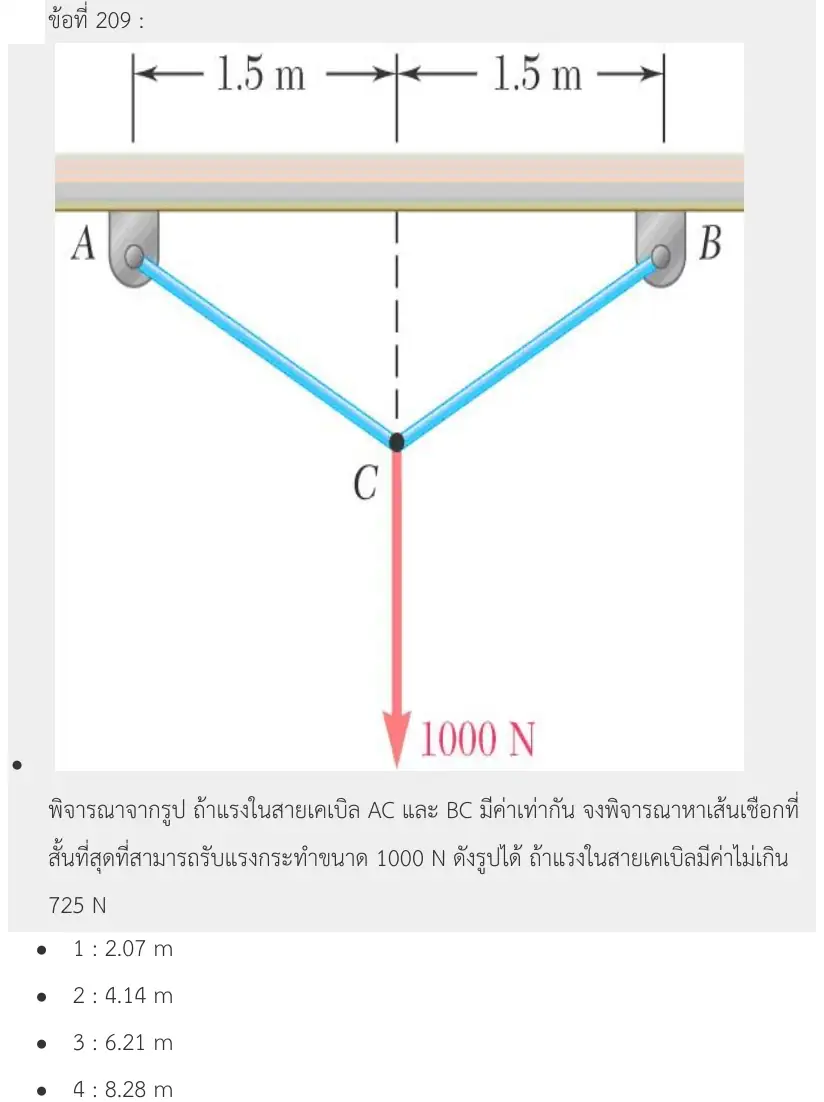 ข้อที่ 209 :
1.5 m 1.5 m
A B
C
1000 N
พิจารณาจากรูป ถ้าแรงในสายเคเบิล AC และ BC มีค่าเท่ากัน จงพิจารณาหาเส้นเชือกที่
สั้นที่สุดที่สามารถรับแรงกระทำขนาด 1000 N ดังรูปได้ ถ้าแรงในสายเคเบิลมีค่าไม่เกิน
725 N
1 : 2.07 m
2 : 4.14 m
3 : 6.21 m
4 : 8.28 m